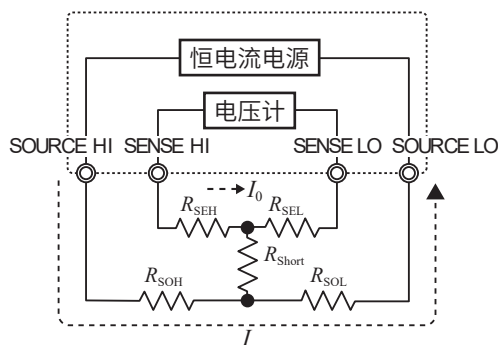 恒电流电源
电压计
SOURCE HI SENSE HI SENSE LO SOURCE LO
I0
RSEH RSEL
RShort
RSOH RSOL
I